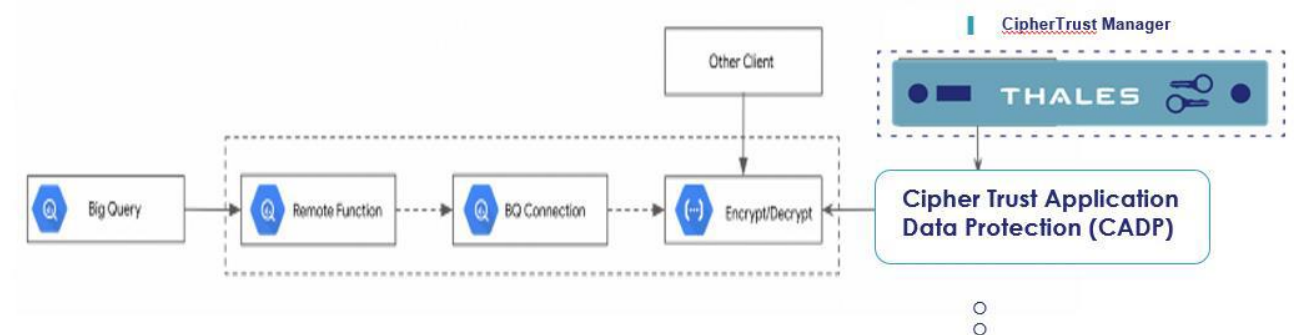 CipherTrust Manager
Other Client
THALES
Big Query
Remote Function
BQ Connection
Encrypt/Decrypt
Cipher Trust Application
Data Protection (CADP)